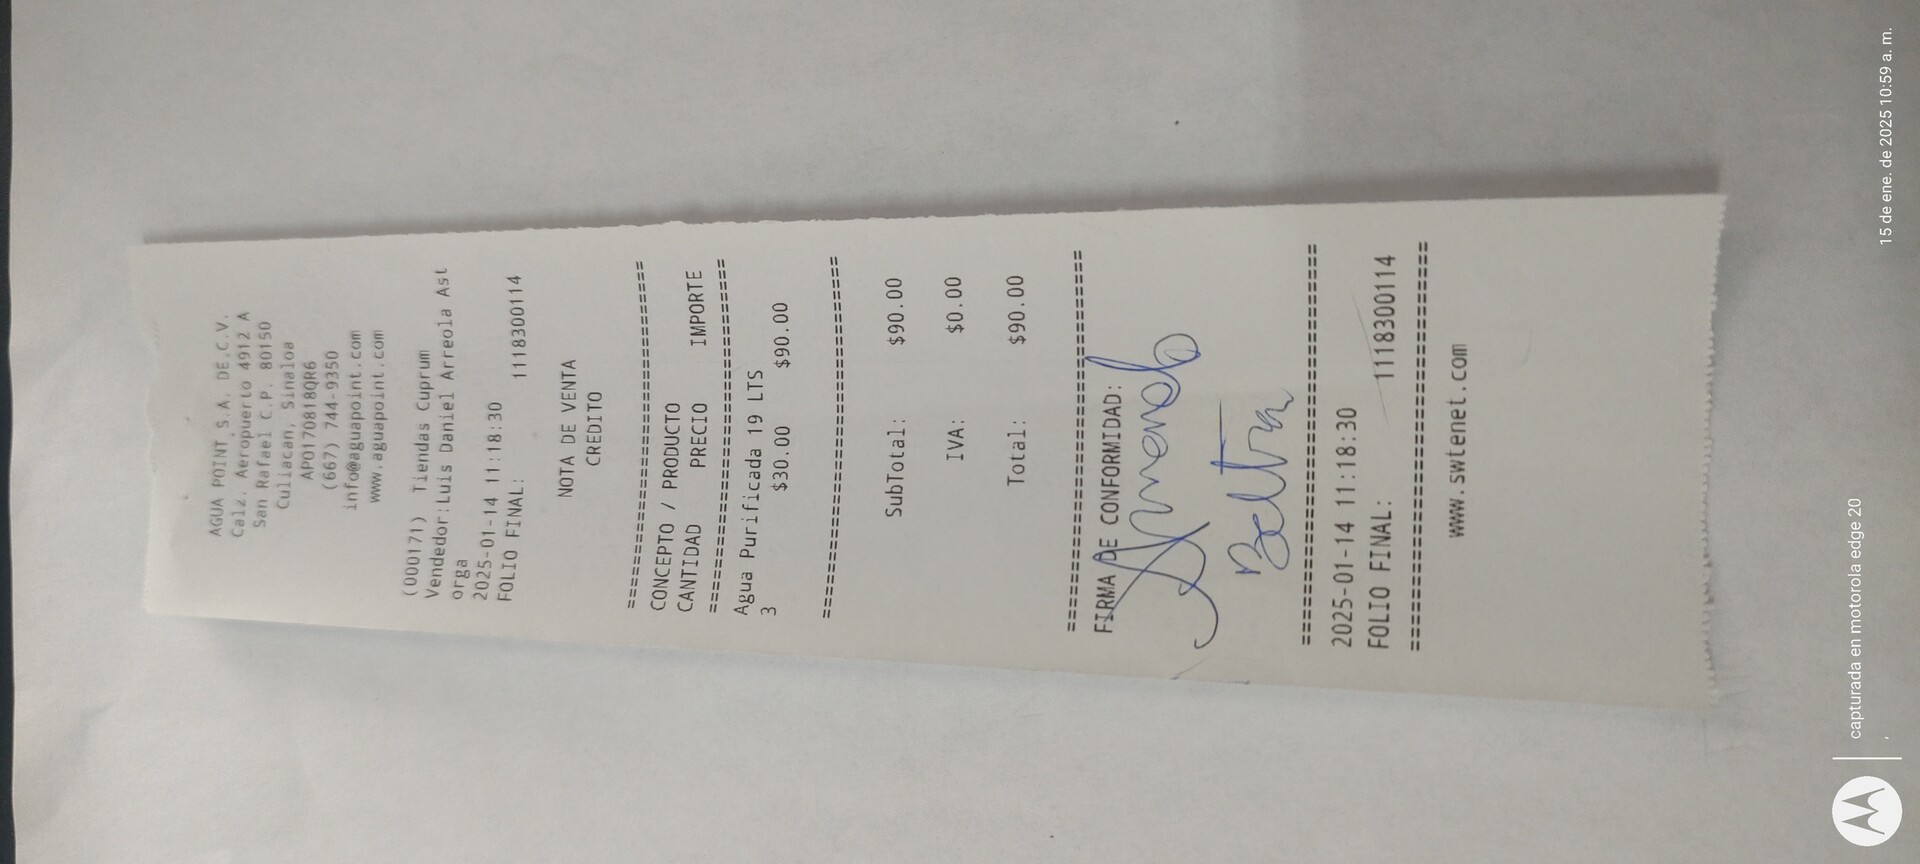 AGUA POINT S.A. DE.C.V.
Calz. Aeropuerto 4912 A
San Rafael C.P. 80150
Culiacan, Sinaloa
APO170818QR6
(667) 744-9350
info@aguapoint.com
www.aguapoint.com
(000171) Tiendas Cuprum
Vendedor:Luis Daniel Arreola Ast
orga
2025-01-14 11:18:30
FOLIO FINAL: 1118300114
NOTA DE VENTA
CREDITO
================================
CONCEPTO / PRODUCTO
CANTIDAD PRECIO IMPORTE
================================
Agua Purificada 19 LTS
3 $30.00 $90.00
================================
SubTotal: $90.00
IVA: $0.00
Total: $90.00
================================
FIRMA DE CONFORMIDAD:
Armando
Beltran
================================
2025-01-14 11:18:30
FOLIO FINAL: 1118300114
================================
www.swtenet.com
capturada en motorola edge 20
15 de ene. de 2025 10:59 a. m.